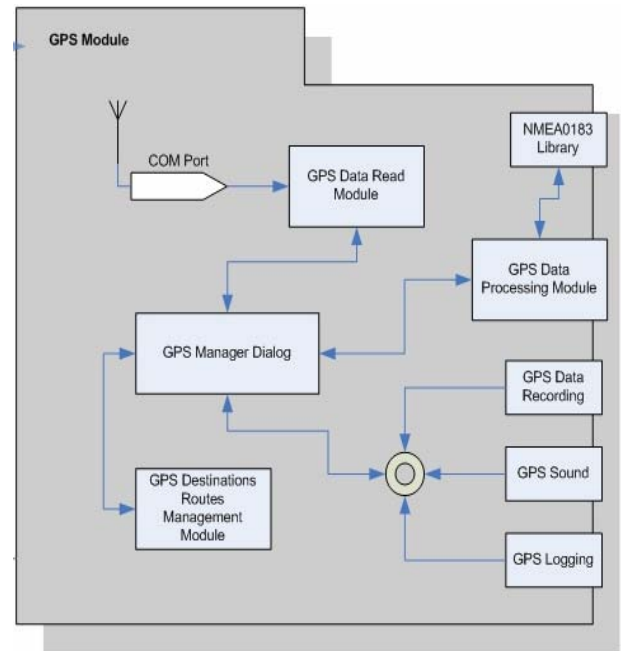 GPS Module
COM Port
GPS Data Read
Module
NMEA0183
Library
GPS Data
Processing Module
GPS Manager Dialog
GPS Data
Recording
GPS Destinations
Routes
Management
Module
GPS Sound
GPS Logging